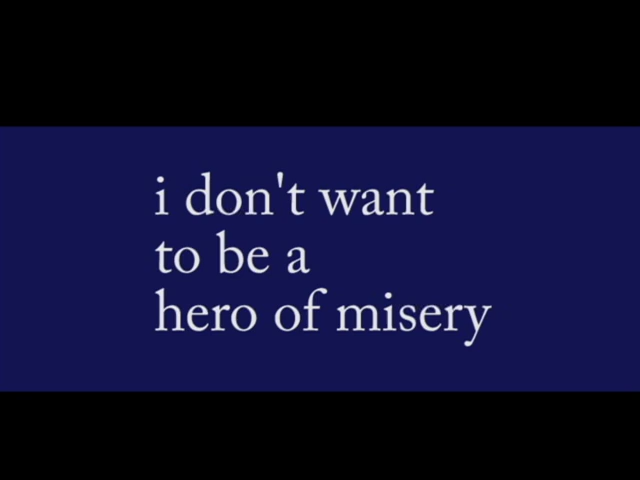 i don't want
to be a
hero of misery